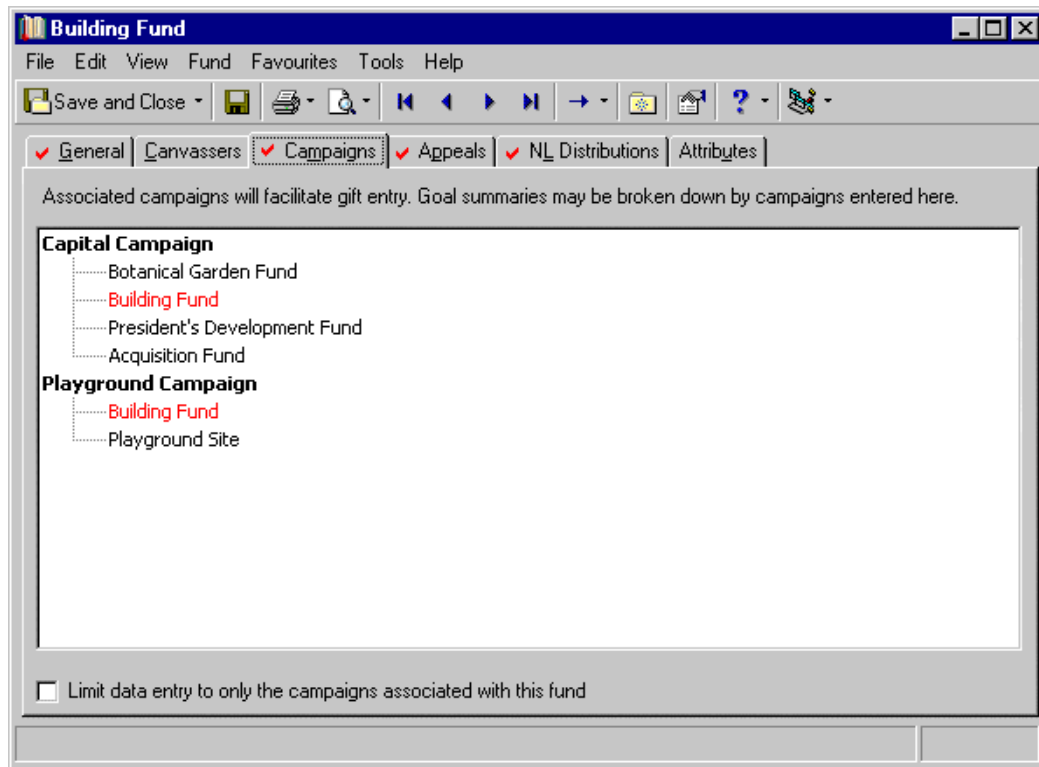 Building Fund
File Edit View Fund Favourites Tools Help
Save and Close ?
General Canvassers Campaigns Appeals NL Distributions Attributes
Associated campaigns will facilitate gift entry. Goal summaries may be broken down by campaigns entered here.
Capital Campaign
Botanical Garden Fund
Building Fund
President's Development Fund
Acquisition Fund
Playground Campaign
Building Fund
Playground Site
Limit data entry to only the campaigns associated with this fund